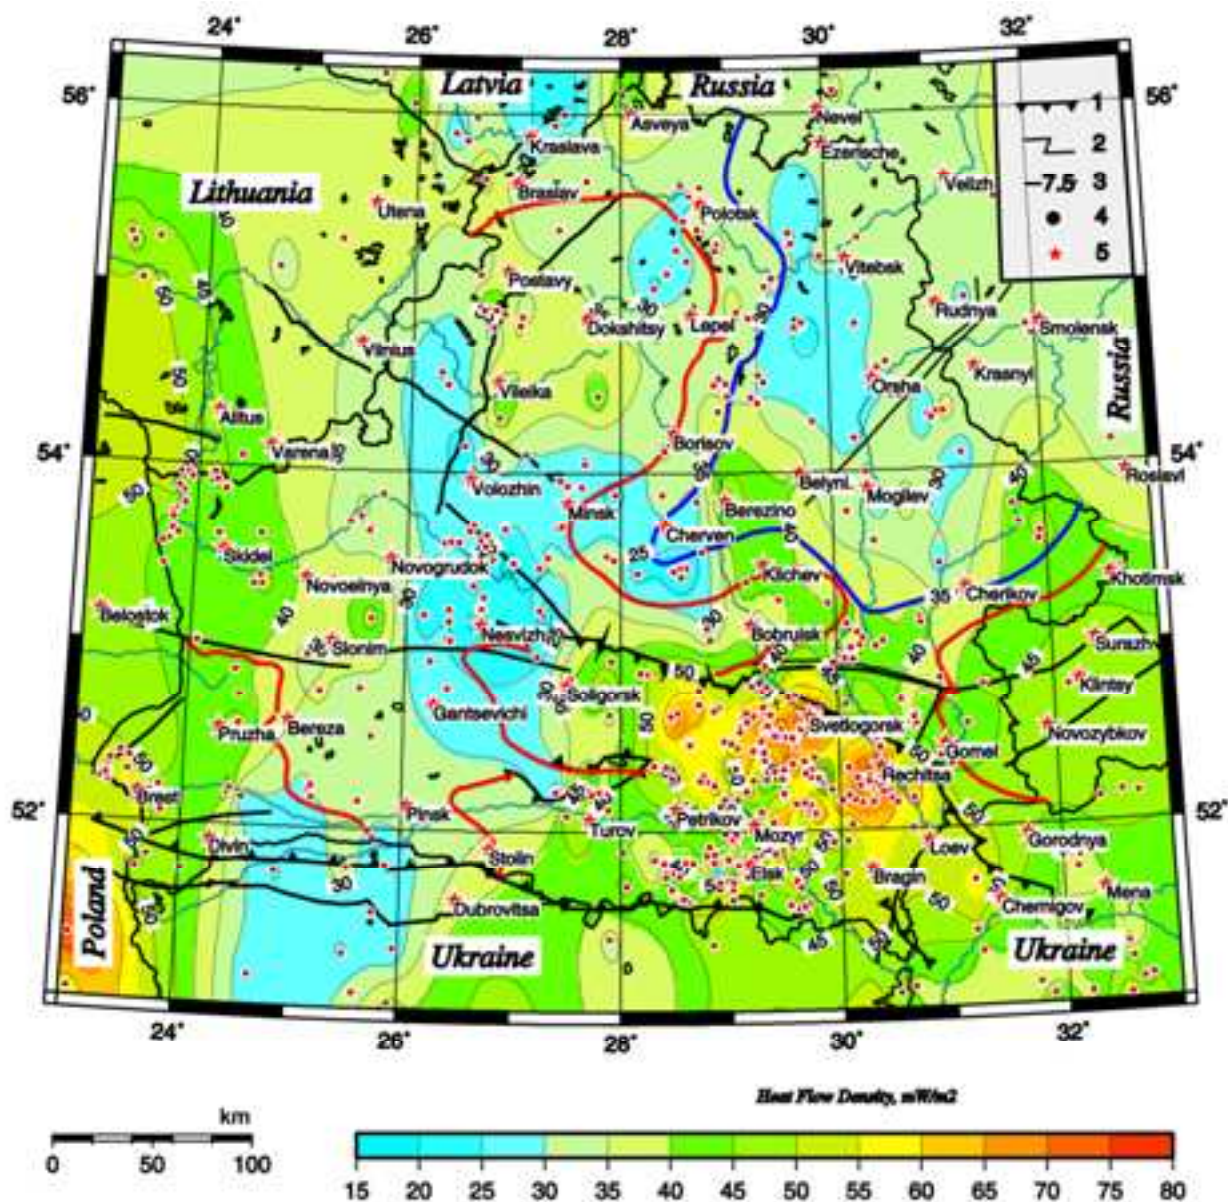 24° 26° 28° 30° 32°
56° 56°
Latvia Russia
1
2
-7.5 3
4
5
Nevel
Asveya
Kraslava
Ezerische
Velizh
Braslav
Lithuania
Utena
Polotsk
Vitebsk
Postavy
Rudnya
Dokshitsy
Lepel
Smolensk
Vilnius
Russia
Krasnyi
Vileika
Orsha
Alitus
Borisov
54° 54°
Varena
Volozhin
Belyni.
Mogilev
Roslavl
Berezino
Minsk
Cherven
Skidel
Novogrudok
25
Novoelnya
Klichev
Khotimsk
35
Cherikov
Belostok
Nesvizh
Bobruisk
Surazhv
Slonim
Soligorsk
Klintsy
Gantsevichi
Pruzha
Bereza
Svetlogorsk
Novozybkov
Gomel
Rechitsa
Brest
52° 52°
Pinsk
Turov
Petrikov
Mozyr
Divin
Stolin
Loev
Gorodnya
Elsk
Bragin
30
Mena
Poland
Dubrovitsa
Chernigov
Ukraine
Ukraine
24° 26° 28° 30° 32°
Heat Flow Density, mW/m2
km
0 50 100
15 20 25 30 35 40 45 50 55 60 65 70 75 80